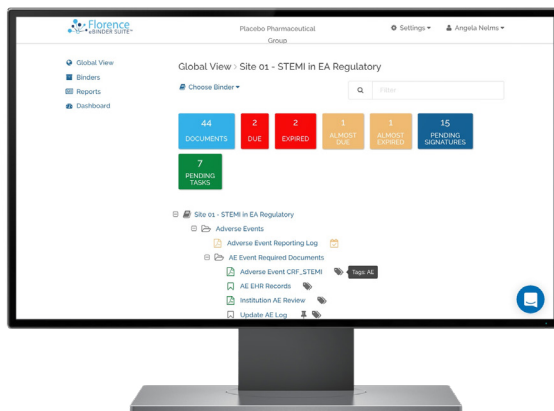 Florence
eBINDER SUITE™
Placebo Pharmaceutical
Group
Settings
Angela Nelms
Global View
Binders
Reports
Dashboard
Global View > Site 01 - STEMI in EA Regulatory
Choose Binder
Filter
44
DOCUMENTS
2
DUE
2
EXPIRED
1
ALMOST
DUE
1
ALMOST
EXPIRED
15
PENDING
SIGNATURES
7
PENDING
TASKS
Site 01 - STEMI in EA Regulatory
Adverse Events
Adverse Event Reporting Log
AE Event Required Documents
Adverse Event CRF_STEMI
Tags: AE
AE EHR Records
Institution AE Review
Update AE Log